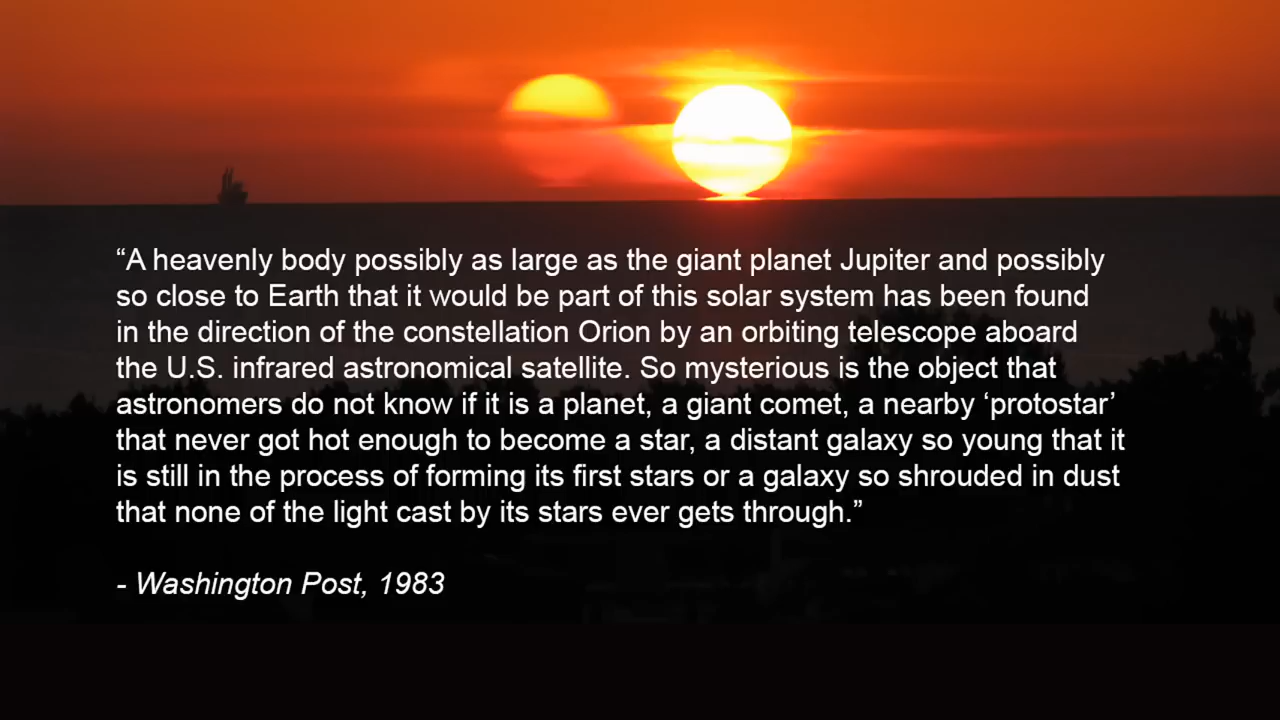 “A heavenly body possibly as large as the giant planet Jupiter and possibly
so close to Earth that it would be part of this solar system has been found
in the direction of the constellation Orion by an orbiting telescope aboard
the U.S. infrared astronomical satellite. So mysterious is the object that
astronomers do not know if it is a planet, a giant comet, a nearby ‘protostar’
that never got hot enough to become a star, a distant galaxy so young that it
is still in the process of forming its first stars or a galaxy so shrouded in dust
that none of the light cast by its stars ever gets through.”
- Washington Post, 1983